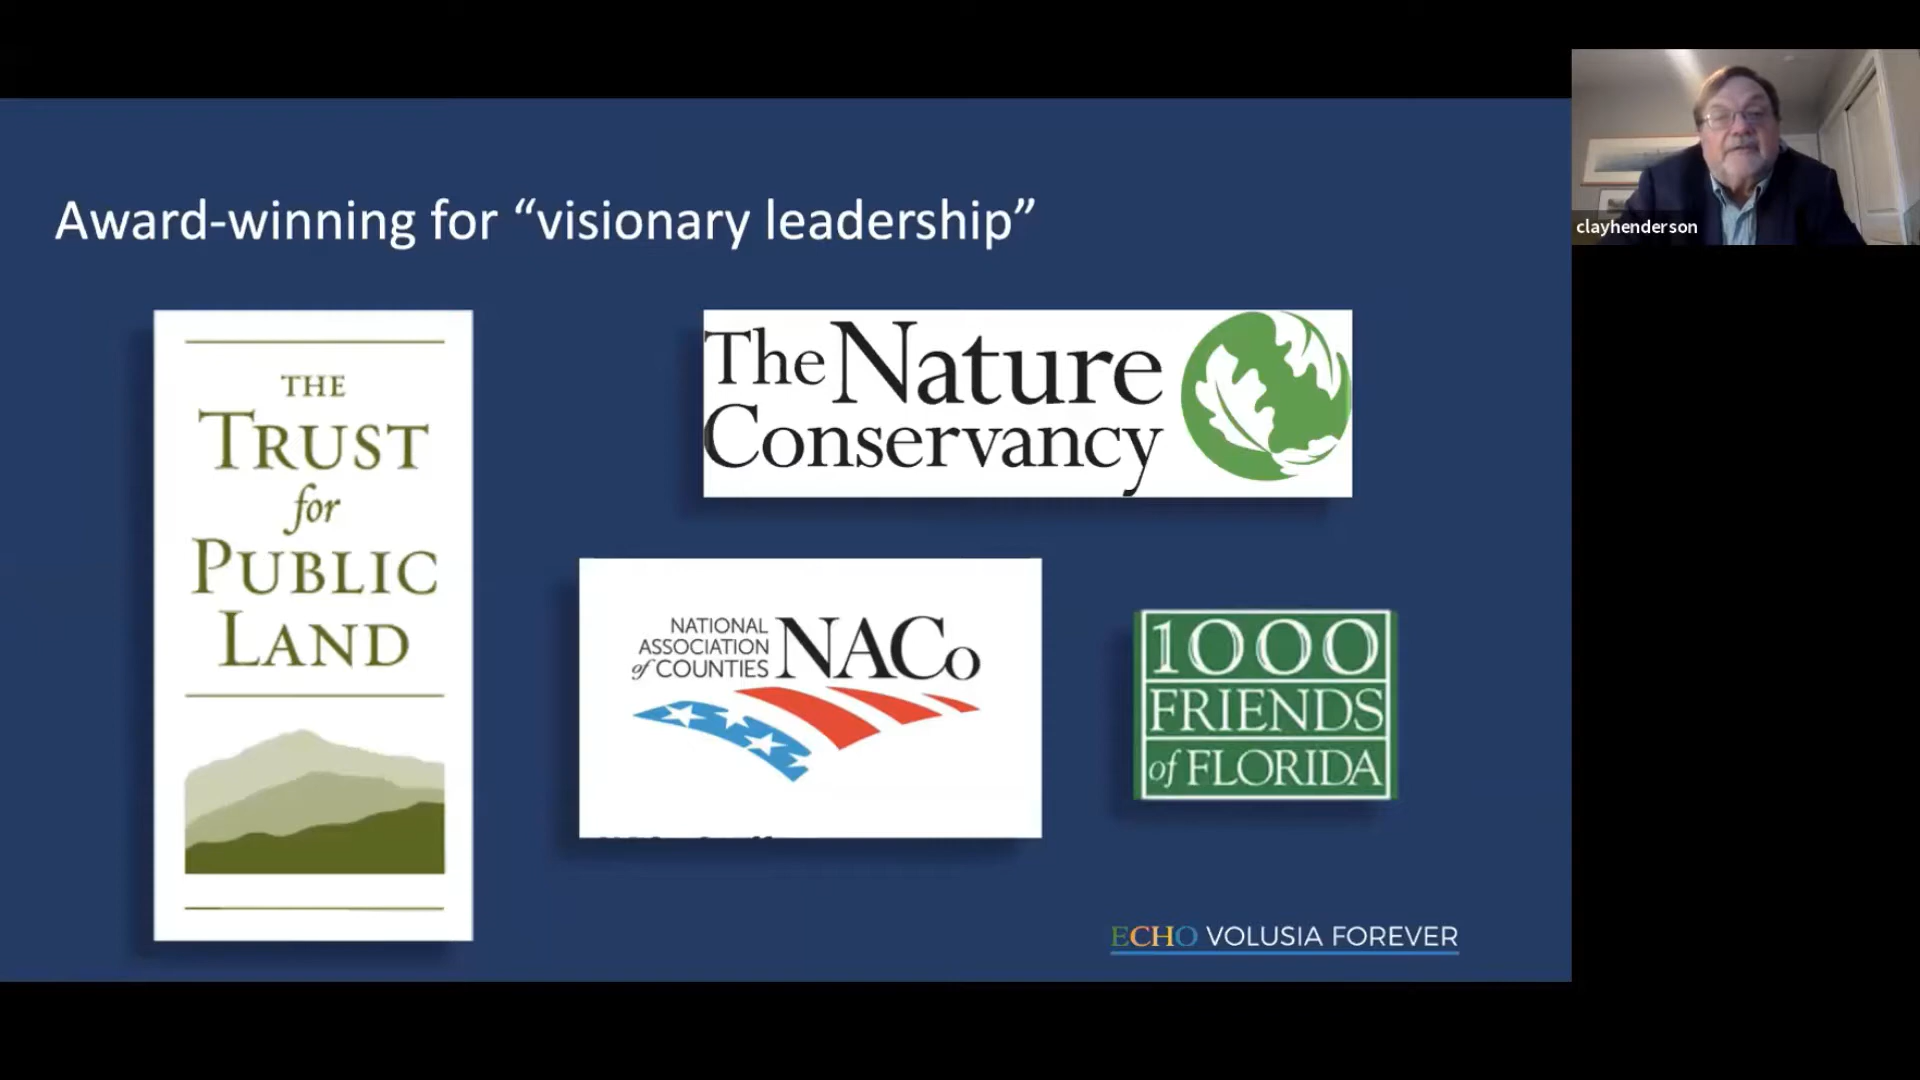 Award-winning for “visionary leadership”
THE
TRUST
for
PUBLIC
LAND
The Nature
Conservancy
NATIONAL
ASSOCIATION
of COUNTIES
NACo
1000
FRIENDS
of FLORIDA
ECHO VOLUSIA FOREVER
clayhenderson